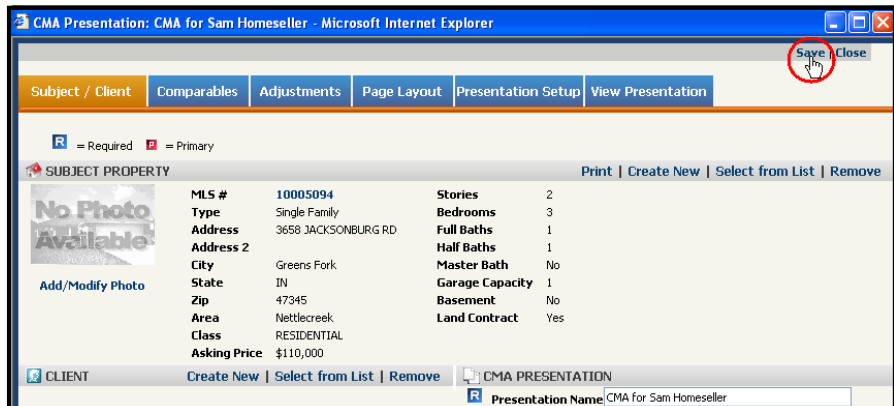 CMA Presentation: CMA for Sam Homeseller - Microsoft Internet Explorer
Save | Close
Subject / Client Comparables Adjustments Page Layout Presentation Setup View Presentation
R = Required P = Primary
SUBJECT PROPERTY Print | Create New | Select from List | Remove
No Photo Available
Add/Modify Photo
MLS # 10005094 Stories 2
Type Single Family Bedrooms 3
Address 3658 JACKSONBURG RD Full Baths 1
Address 2 Half Baths 1
City Greens Fork Master Bath No
State IN Garage Capacity 1
Zip 47345 Basement No
Area Nettlecreek Land Contract Yes
Class RESIDENTIAL
Asking Price $110,000
CLIENT Create New | Select from List | Remove CMA PRESENTATION
R Presentation Name CMA for Sam Homeseller